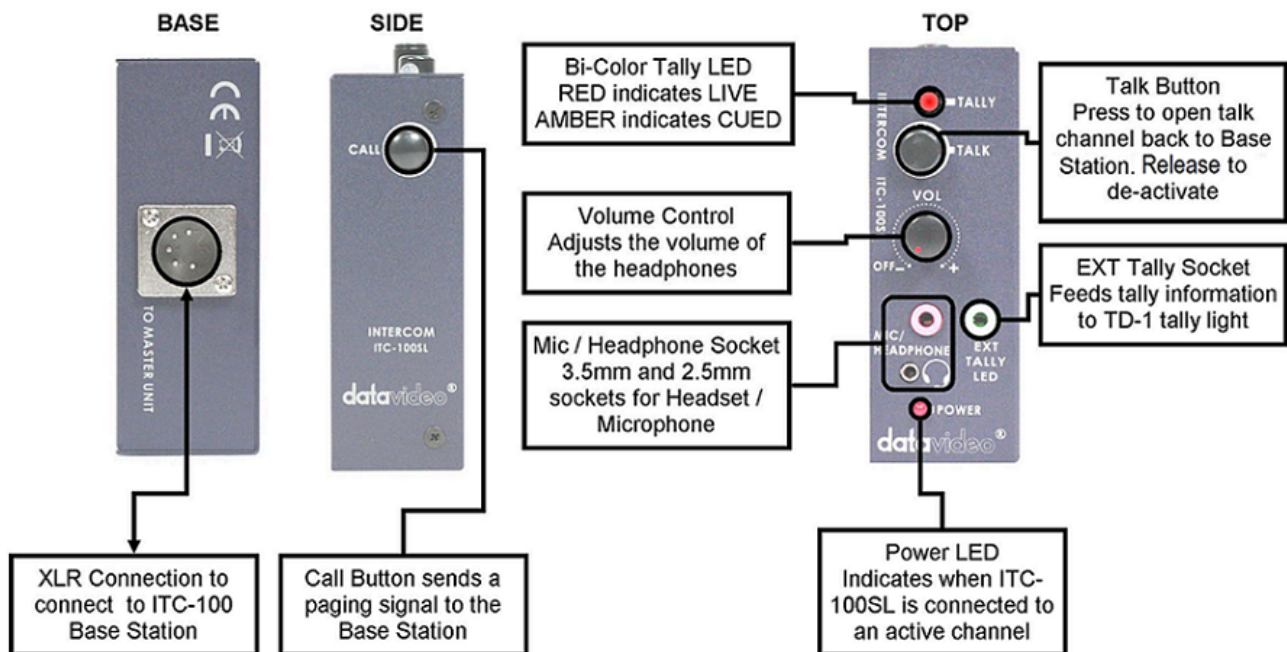 BASE
SIDE
TOP
CE
TO MASTER UNIT
CALL
INTERCOM
ITC-100SL
datavideo®
Bi-Color Tally LED
RED indicates LIVE
AMBER indicates CUED
Volume Control
Adjusts the volume of
the headphones
Mic / Headphone Socket
3.5mm and 2.5mm
sockets for Headset /
Microphone
TALLY
TALK
INTERCOM ITC-100SL
VOL
OFF - +
MIC/
HEADPHONE
EXT
TALLY
LED
POWER
datavideo®
Talk Button
Press to open talk
channel back to Base
Station. Release to
de-activate
EXT Tally Socket
Feeds tally information
to TD-1 tally light
XLR Connection to
connect to ITC-100
Base Station
Call Button sends a
paging signal to the
Base Station
Power LED
Indicates when ITC-
100SL is connected to
an active channel